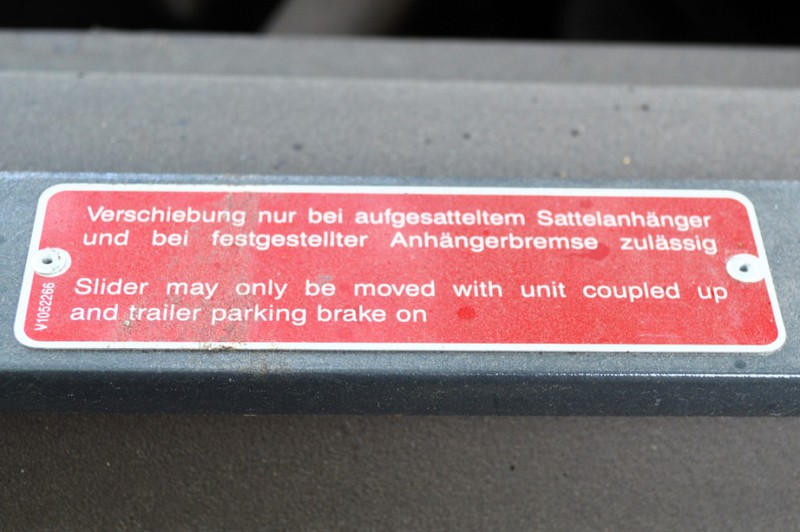 Verschiebung nur bei aufgesatteltem Sattelanhänger
und bei festgestellter Anhängerbremse zulässig
Slider may only be moved with unit coupled up
and trailer parking brake on
V1052266